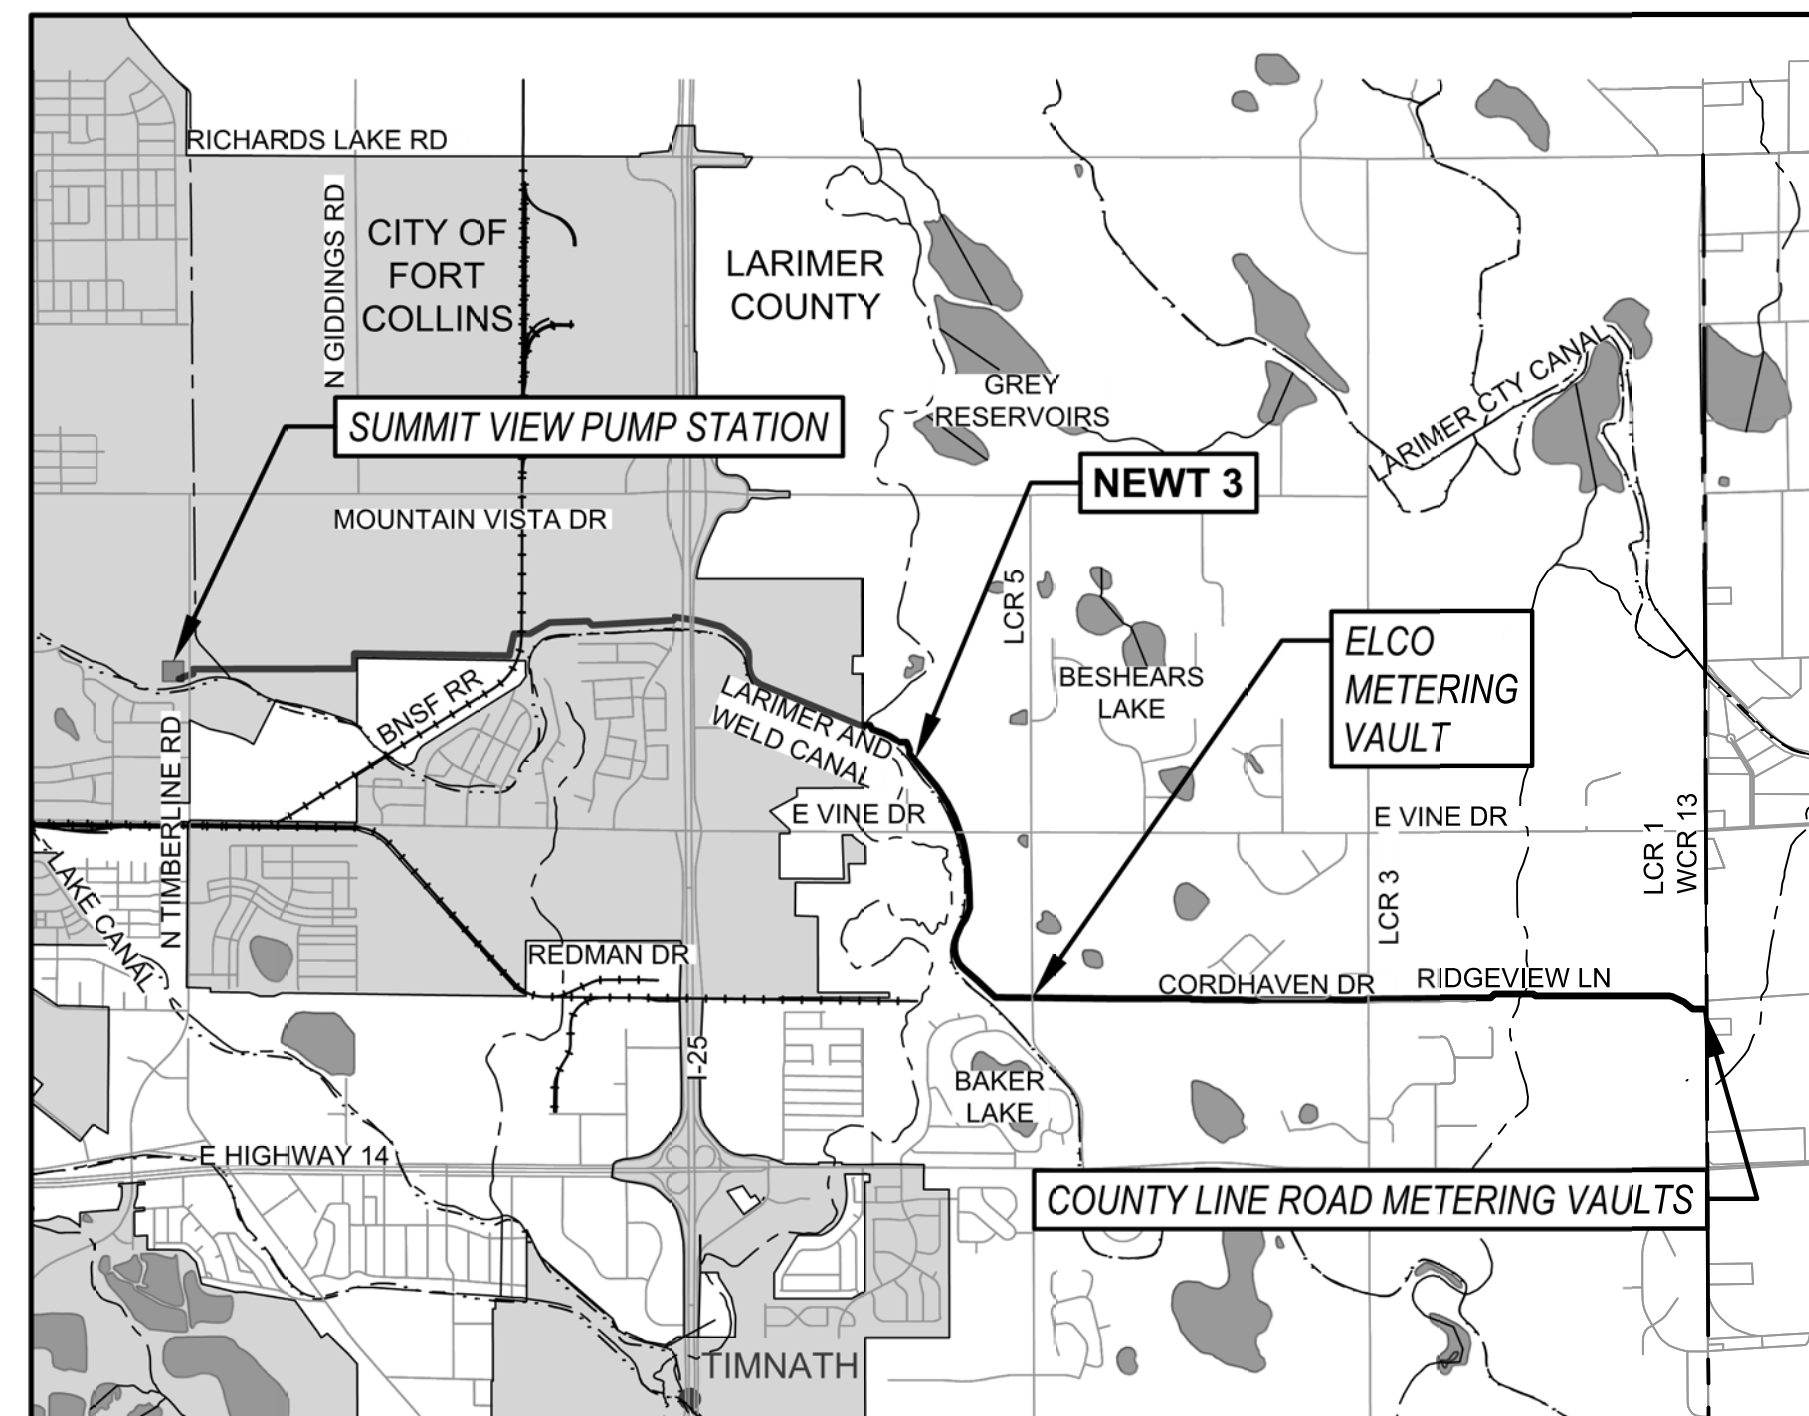 RICHARDS LAKE RD
N GIDDINGS RD
CITY OF
FORT
COLLINS
LARIMER
COUNTY
GREY
RESERVOIRS
LARIMER CTY CANAL
SUMMIT VIEW PUMP STATION
NEWT 3
MOUNTAIN VISTA DR
LCR 5
BESHEARS
LAKE
ELCO
METERING
VAULT
BNSF RR
LARIMER AND
WELD CANAL
N TIMBERLINE RD
E VINE DR
E VINE DR
LCR 1
WCR 13
LCR 3
LAKE CANAL
REDMAN DR
CORDHAVEN DR
RIDGEVIEW LN
I-25
BAKER
LAKE
E HIGHWAY 14
COUNTY LINE ROAD METERING VAULTS
TIMNATH